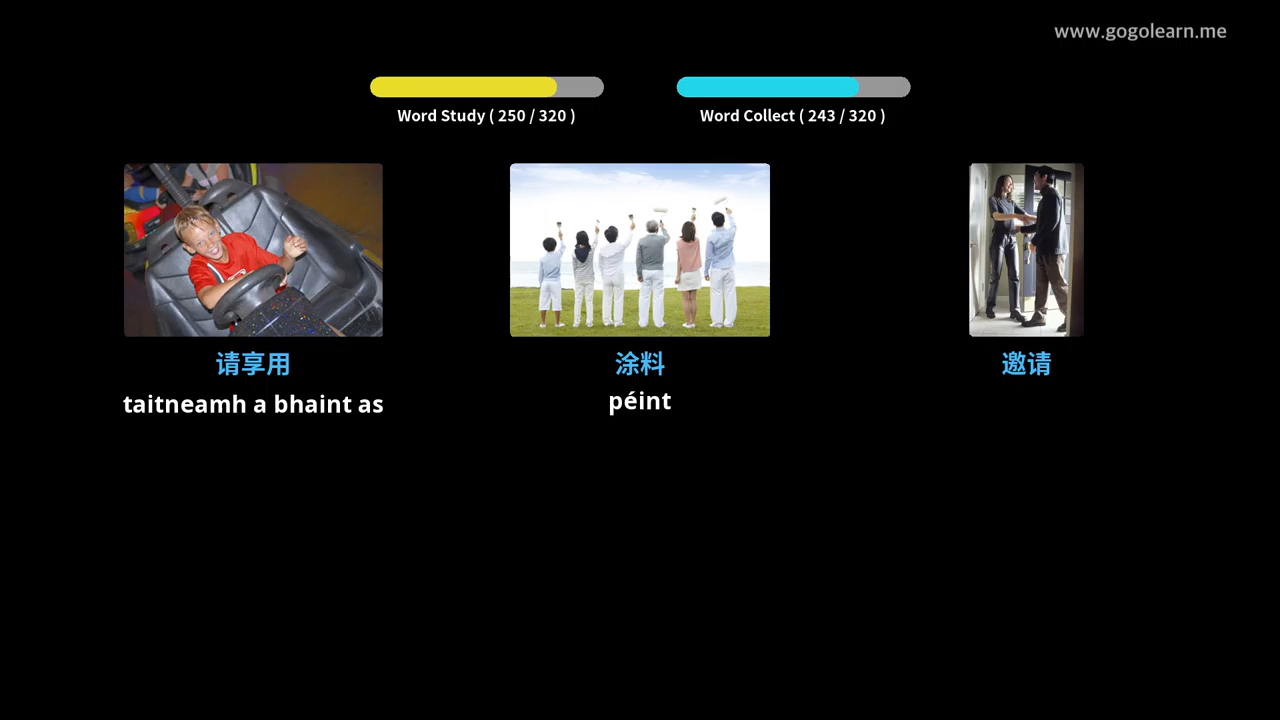 www.gogolearn.me
Word Study ( 250 / 320 )
Word Collect ( 243 / 320 )
请享用
涂料
邀请
taitneamh a bhaint as
péint